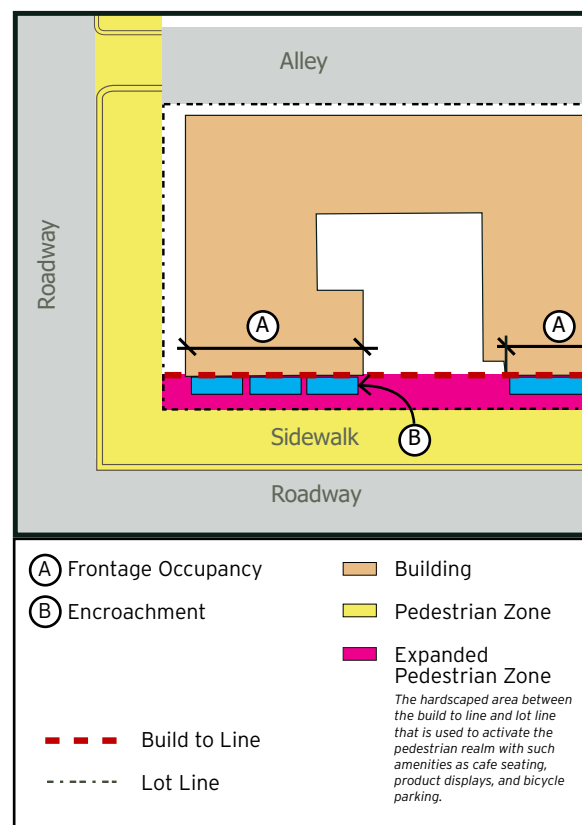 Alley
Roadway
A
A
B
Sidewalk
Roadway
A Frontage Occupancy
B Encroachment
Build to Line
Lot Line
Building
Pedestrian Zone
Expanded
Pedestrian Zone
The hardscaped area between
the build to line and lot line
that is used to activate the
pedestrian realm with such
amenities as cafe seating,
product displays, and bicycle
parking.